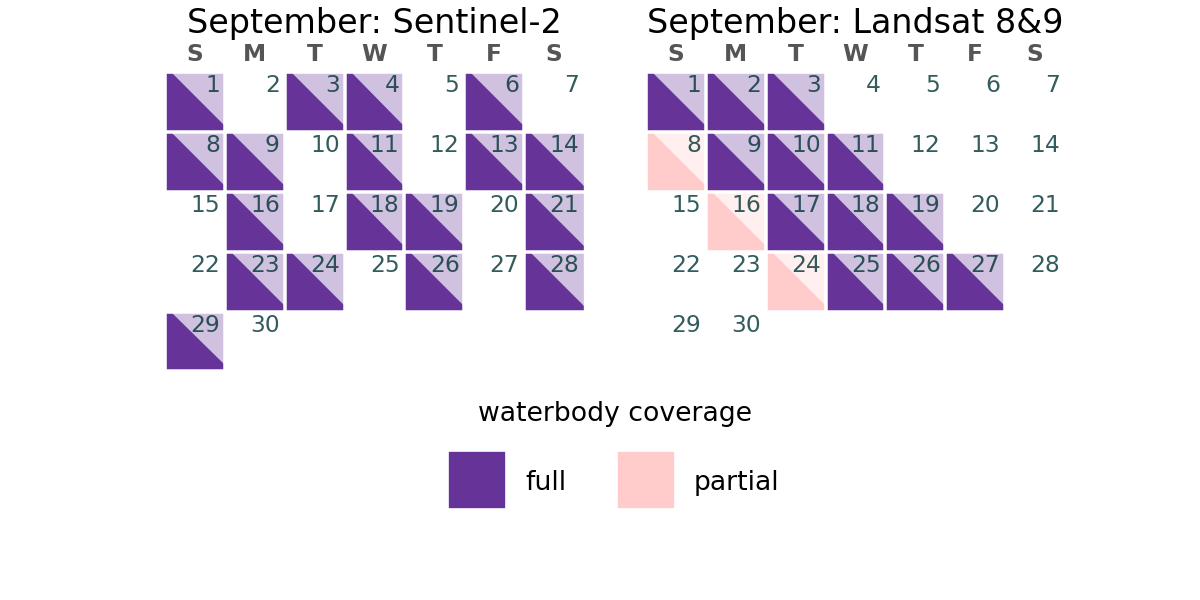 September: Sentinel-2
S M T W T F S
1 2 3 4 5 6 7
8 9 10 11 12 13 14
15 16 17 18 19 20 21
22 23 24 25 26 27 28
29 30
September: Landsat 8&9
S M T W T F S
1 2 3 4 5 6 7
8 9 10 11 12 13 14
15 16 17 18 19 20 21
22 23 24 25 26 27 28
29 30
waterbody coverage
full partial